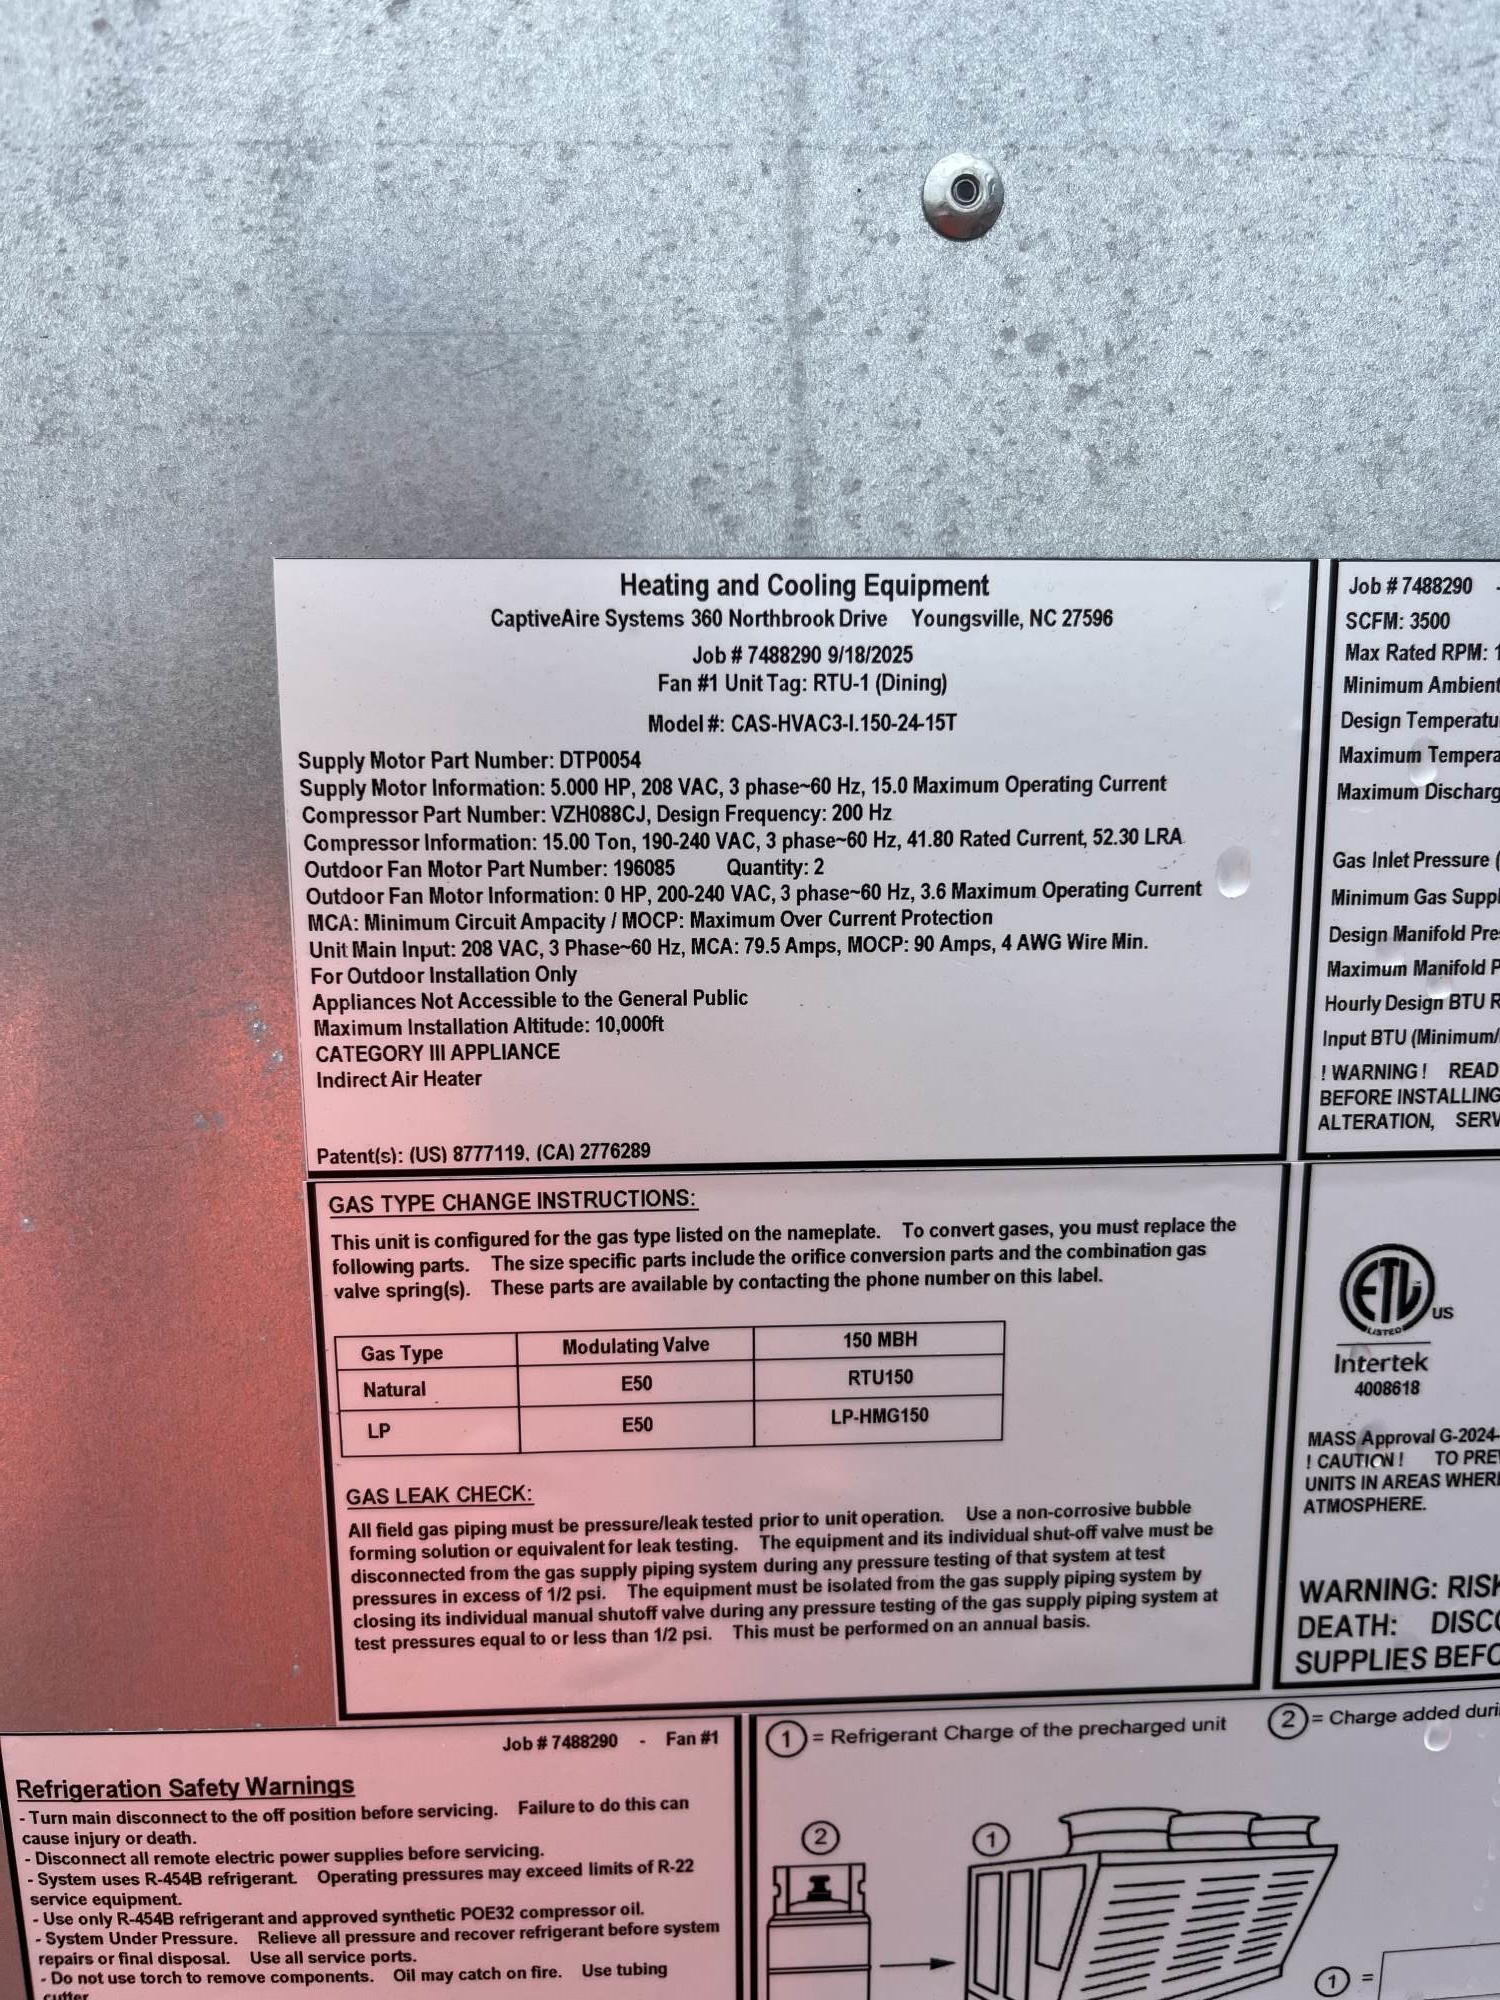 Heating and Cooling Equipment
CaptiveAire Systems 360 Northbrook Drive Youngsville, NC 27596
Job # 7488290 9/18/2025
Fan #1 Unit Tag: RTU-1 (Dining)
Model #: CAS-HVAC3-I.150-24-15T
Supply Motor Part Number: DTP0054
Supply Motor Information: 5.000 HP, 208 VAC, 3 phase~60 Hz, 15.0 Maximum Operating Current
Compressor Part Number: VZH088CJ, Design Frequency: 200 Hz
Compressor Information: 15.00 Ton, 190-240 VAC, 3 phase~60 Hz, 41.80 Rated Current, 52.30 LRA
Outdoor Fan Motor Part Number: 196085 Quantity: 2
Outdoor Fan Motor Information: 0 HP, 200-240 VAC, 3 phase~60 Hz, 3.6 Maximum Operating Current
MCA: Minimum Circuit Ampacity / MOCP: Maximum Over Current Protection
Unit Main Input: 208 VAC, 3 Phase~60 Hz, MCA: 79.5 Amps, MOCP: 90 Amps, 4 AWG Wire Min.
For Outdoor Installation Only
Appliances Not Accessible to the General Public
Maximum Installation Altitude: 10,000ft
CATEGORY III APPLIANCE
Indirect Air Heater
Patent(s): (US) 8777119, (CA) 2776289
Job # 7488290 -
SCFM: 3500
Max Rated RPM:
Minimum Ambient
Design
Maximum
Maximum
Gas Inlet Pressure
Minimum Gas
Design Manifold
Maximum Manifold
Hourly Design BTU
Input BTU
! WARNING! READ
BEFORE INSTALLING
ALTERATION,
GAS TYPE CHANGE INSTRUCTIONS:
This unit is configured for the gas type listed on the nameplate. To convert gases, you must replace the
following parts. The size specific parts include the orifice conversion parts and the combination gas
valve spring(s). These parts are available by contacting the phone number on this label.
Gas Type Modulating Valve 150 MBH
Natural E50 RTU150
LP E50 LP-HMG150
GAS LEAK CHECK:
All field gas piping must be pressure/leak tested prior to unit operation. Use a non-corrosive bubble
forming solution or equivalent for leak testing. The equipment and its individual shut-off valve must be
disconnected from the gas supply piping system during any pressure testing of that system at test
pressures in excess of 1/2 psi. The equipment must be isolated from the gas supply piping system by
closing its individual manual shutoff valve during any pressure testing of the gas supply piping system at
test pressures equal to or less than 1/2 psi. This must be performed on an annual basis.
ETL US
LISTED
Intertek
4008618
MASS Approval G-2024-
! CAUTION! TO
UNITS IN AREAS
ATMOSPHERE.
WARNING:
DEATH:
SUPPLIES
Job # 7488290 - Fan #1
Refrigeration Safety Warnings
- Turn main disconnect to the off position before servicing. Failure to do this can
cause injury or death.
- Disconnect all remote electric power supplies before servicing.
- System uses R-454B refrigerant. Operating pressures may exceed limits of R-22
service equipment.
- Use only R-454B refrigerant and approved synthetic POE32 compressor oil.
- System Under Pressure. Relieve all pressure and recover refrigerant before system
repairs or final disposal. Use all service ports.
- Do not use torch to remove components. Oil may catch on fire. Use tubing
cutter
1 = Refrigerant Charge of the precharged unit
2 = Charge added
2
1
1 =